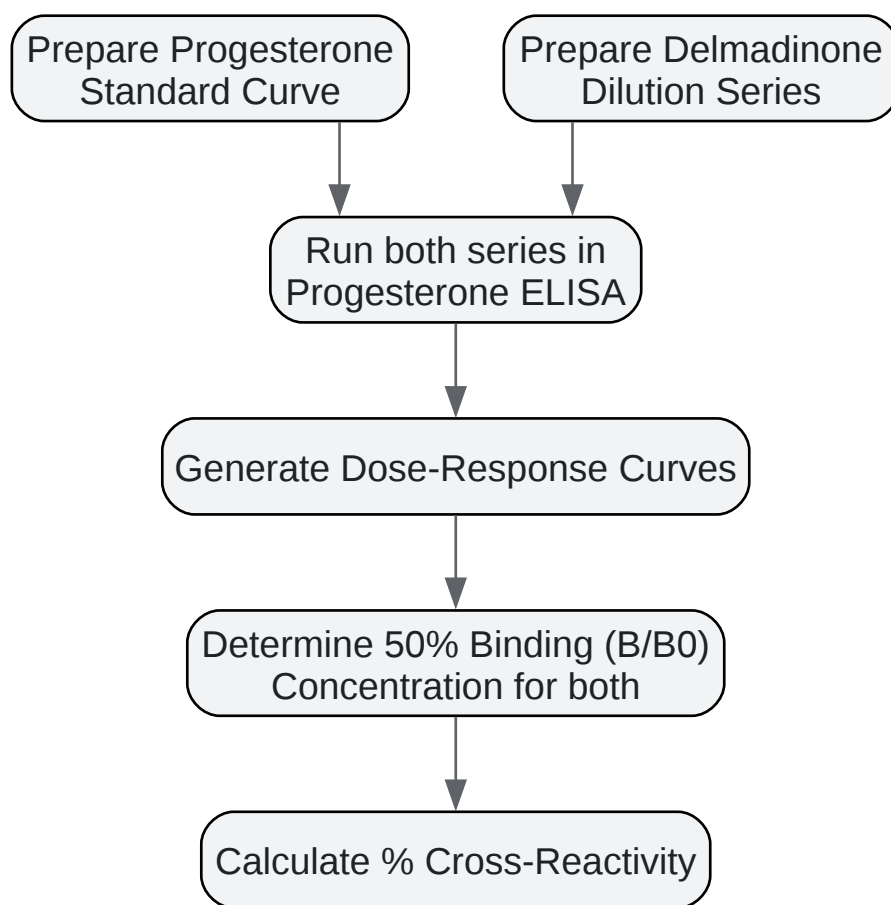 Prepare Progesterone
Standard Curve
Prepare Delmadinone
Dilution Series
Run both series in
Progesterone ELISA
Generate Dose-Response Curves
Determine 50% Binding (B/B0)
Concentration for both
Calculate % Cross-Reactivity